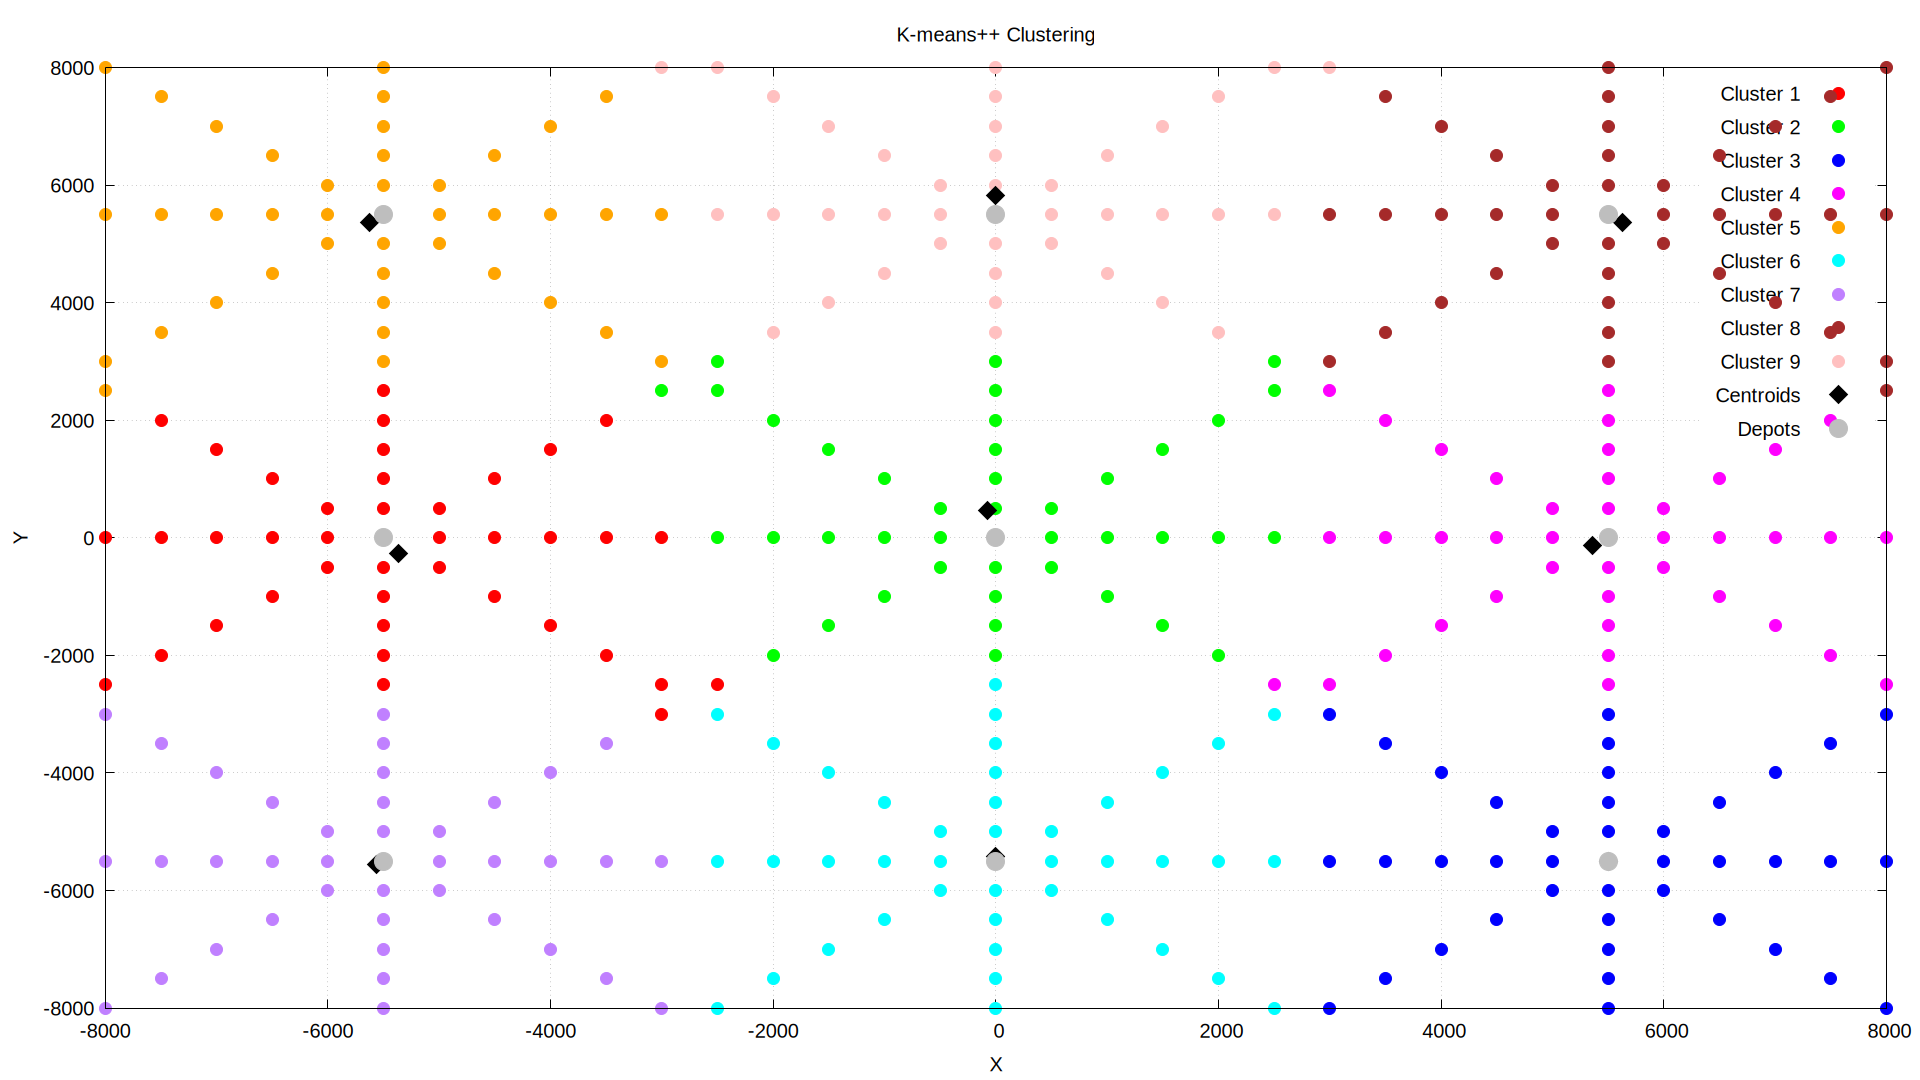 K-means++ Clustering
8000
6000
4000
2000
0
-2000
-4000
-6000
-8000
Y
Cluster 1
Cluster 2
Cluster 3
Cluster 4
Cluster 5
Cluster 6
Cluster 7
Cluster 8
Cluster 9
Centroids
Depots
-8000 -6000 -4000 -2000 0 2000 4000 6000 8000
X